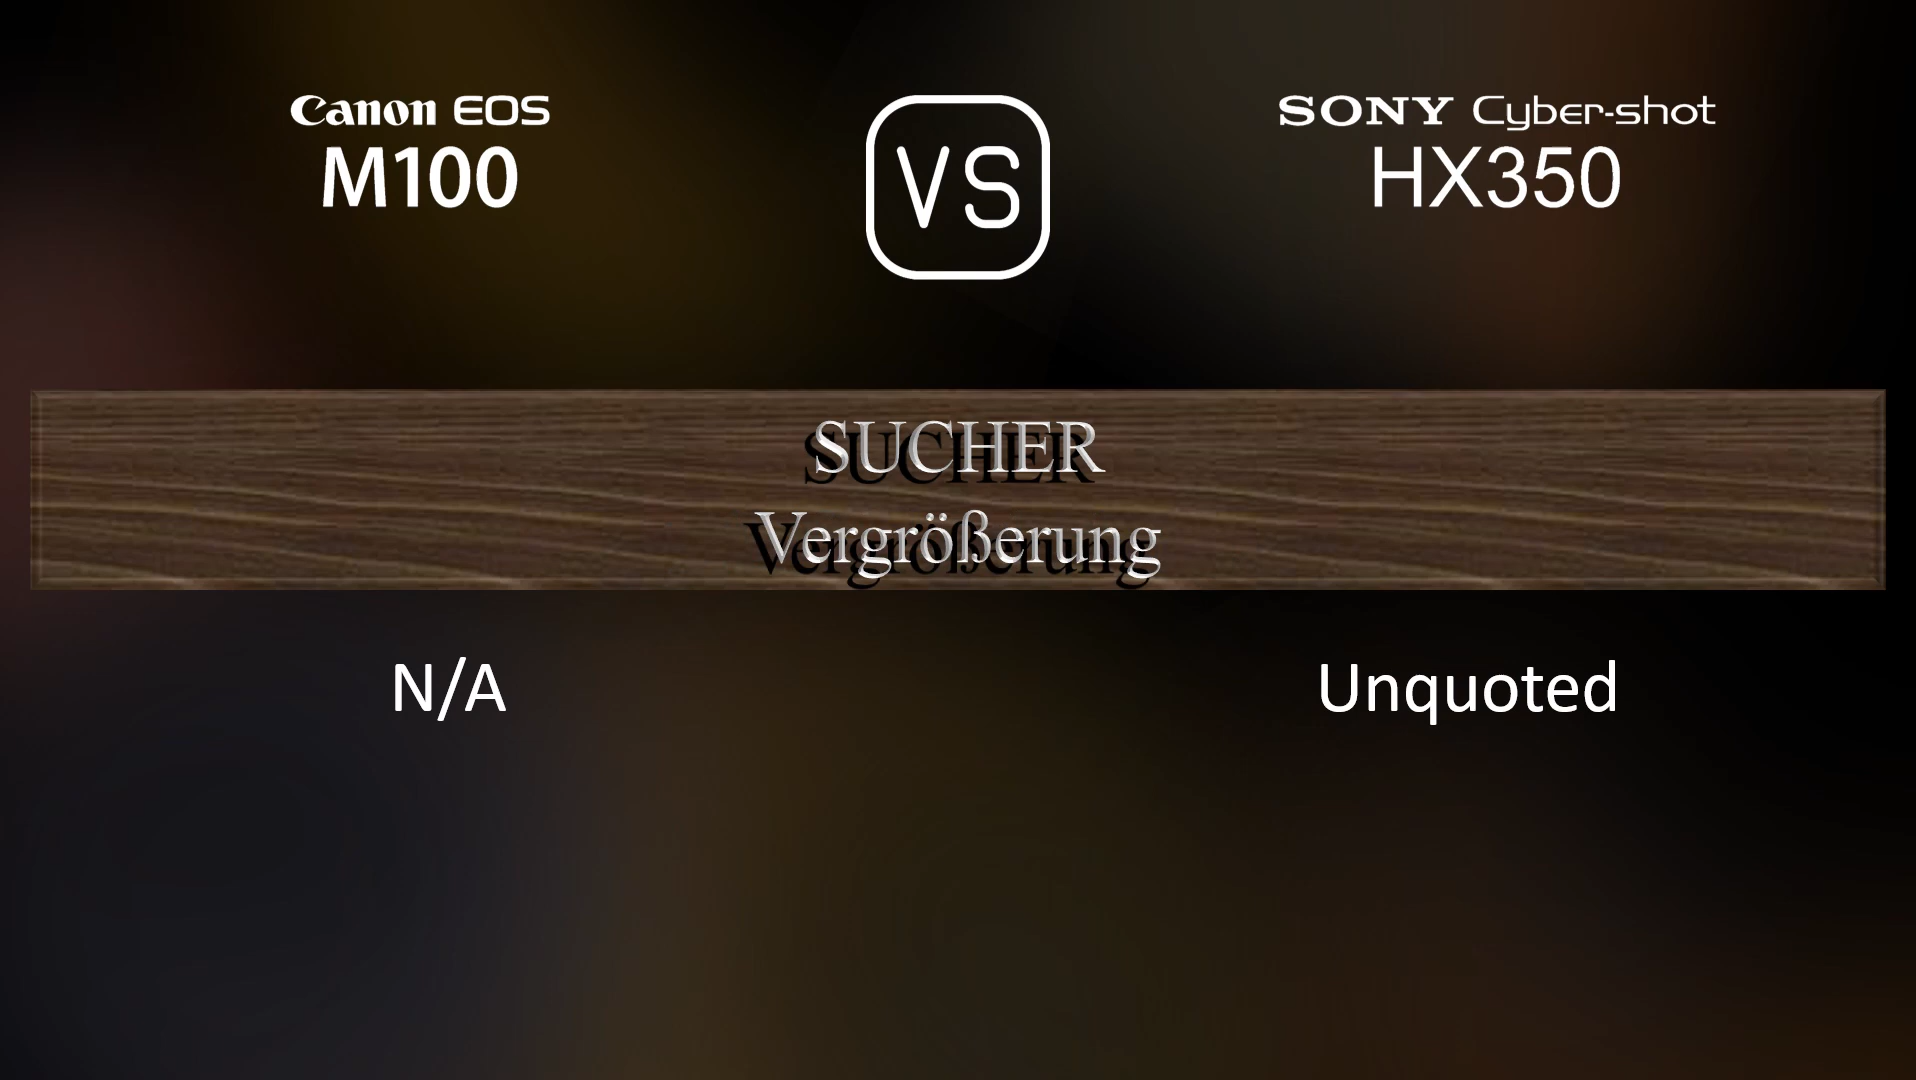 Canon EOS
M100
VS
SONY Cyber-shot
HX350
SUCHER
Vergrößerung
N/A
Unquoted